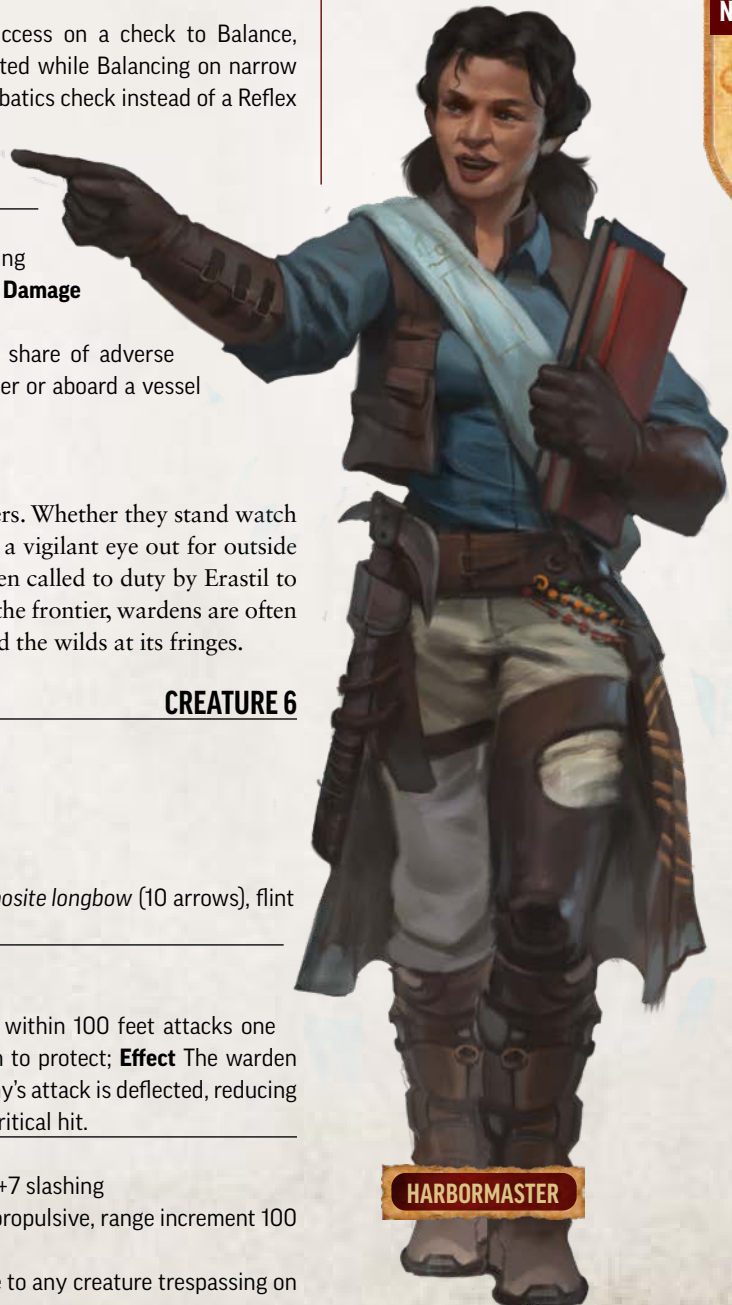 ccess on a check to Balance,
ted while Balancing on narrow
batics check instead of a Reflex
N
ng
Damage
share of adverse
er or aboard a vessel
ers. Whether they stand watch
a vigilant eye out for outside
en called to duty by Erastil to
the frontier, wardens are often
d the wilds at its fringes.
CREATURE 6
posite longbow (10 arrows), flint
within 100 feet attacks one
n to protect; Effect The warden
ny's attack is deflected, reducing
ritical hit.
+7 slashing
propulsive, range increment 100
e to any creature trespassing on
HARBORMASTER